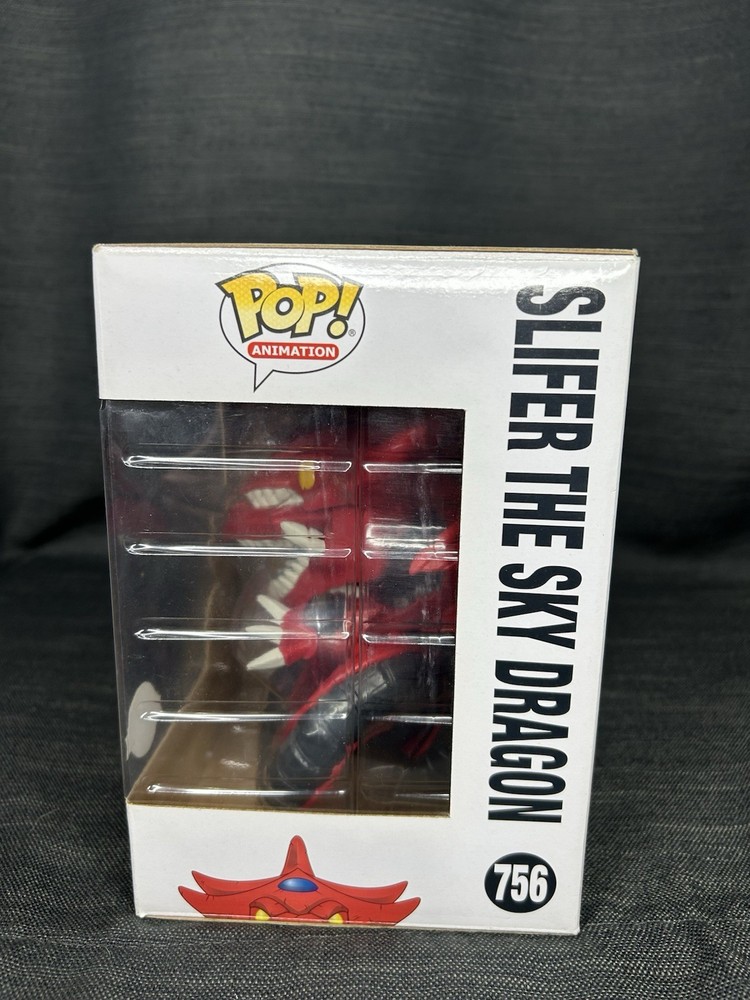 POP!®
ANIMATION
SLIFER THE SKY DRAGON
756